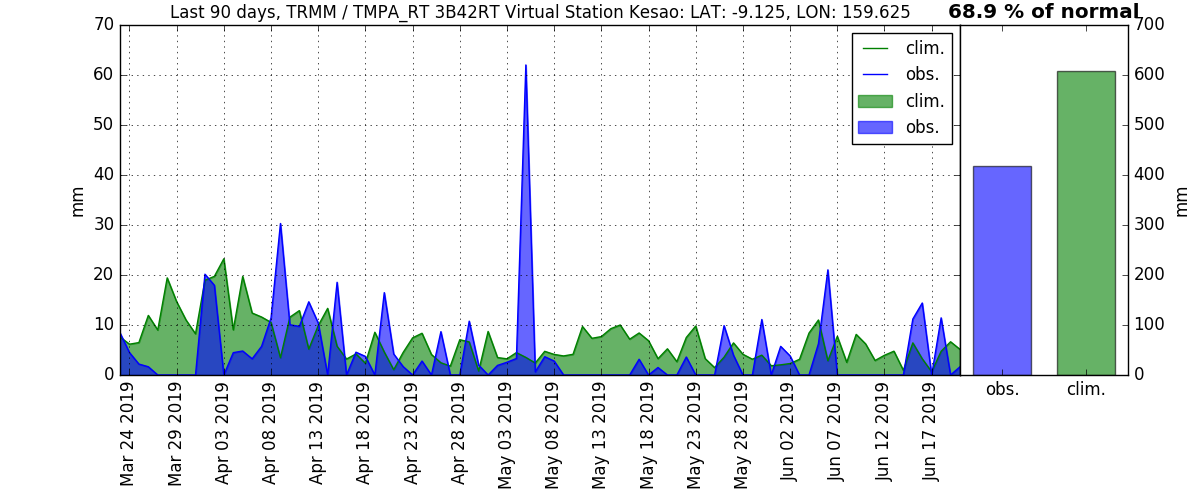 Last 90 days, TRMM / TMPA_RT 3B42RT Virtual Station Kesao: LAT: -9.125, LON: 159.625
68.9 % of normal
70
60
50
40
30
20
10
0
mm
clim.
obs.
clim.
obs.
700
600
500
400
300
200
100
0
mm
Mar 24 2019
Mar 29 2019
Apr 03 2019
Apr 08 2019
Apr 13 2019
Apr 18 2019
Apr 23 2019
Apr 28 2019
May 03 2019
May 08 2019
May 13 2019
May 18 2019
May 23 2019
May 28 2019
Jun 02 2019
Jun 07 2019
Jun 12 2019
Jun 17 2019
obs.
clim.